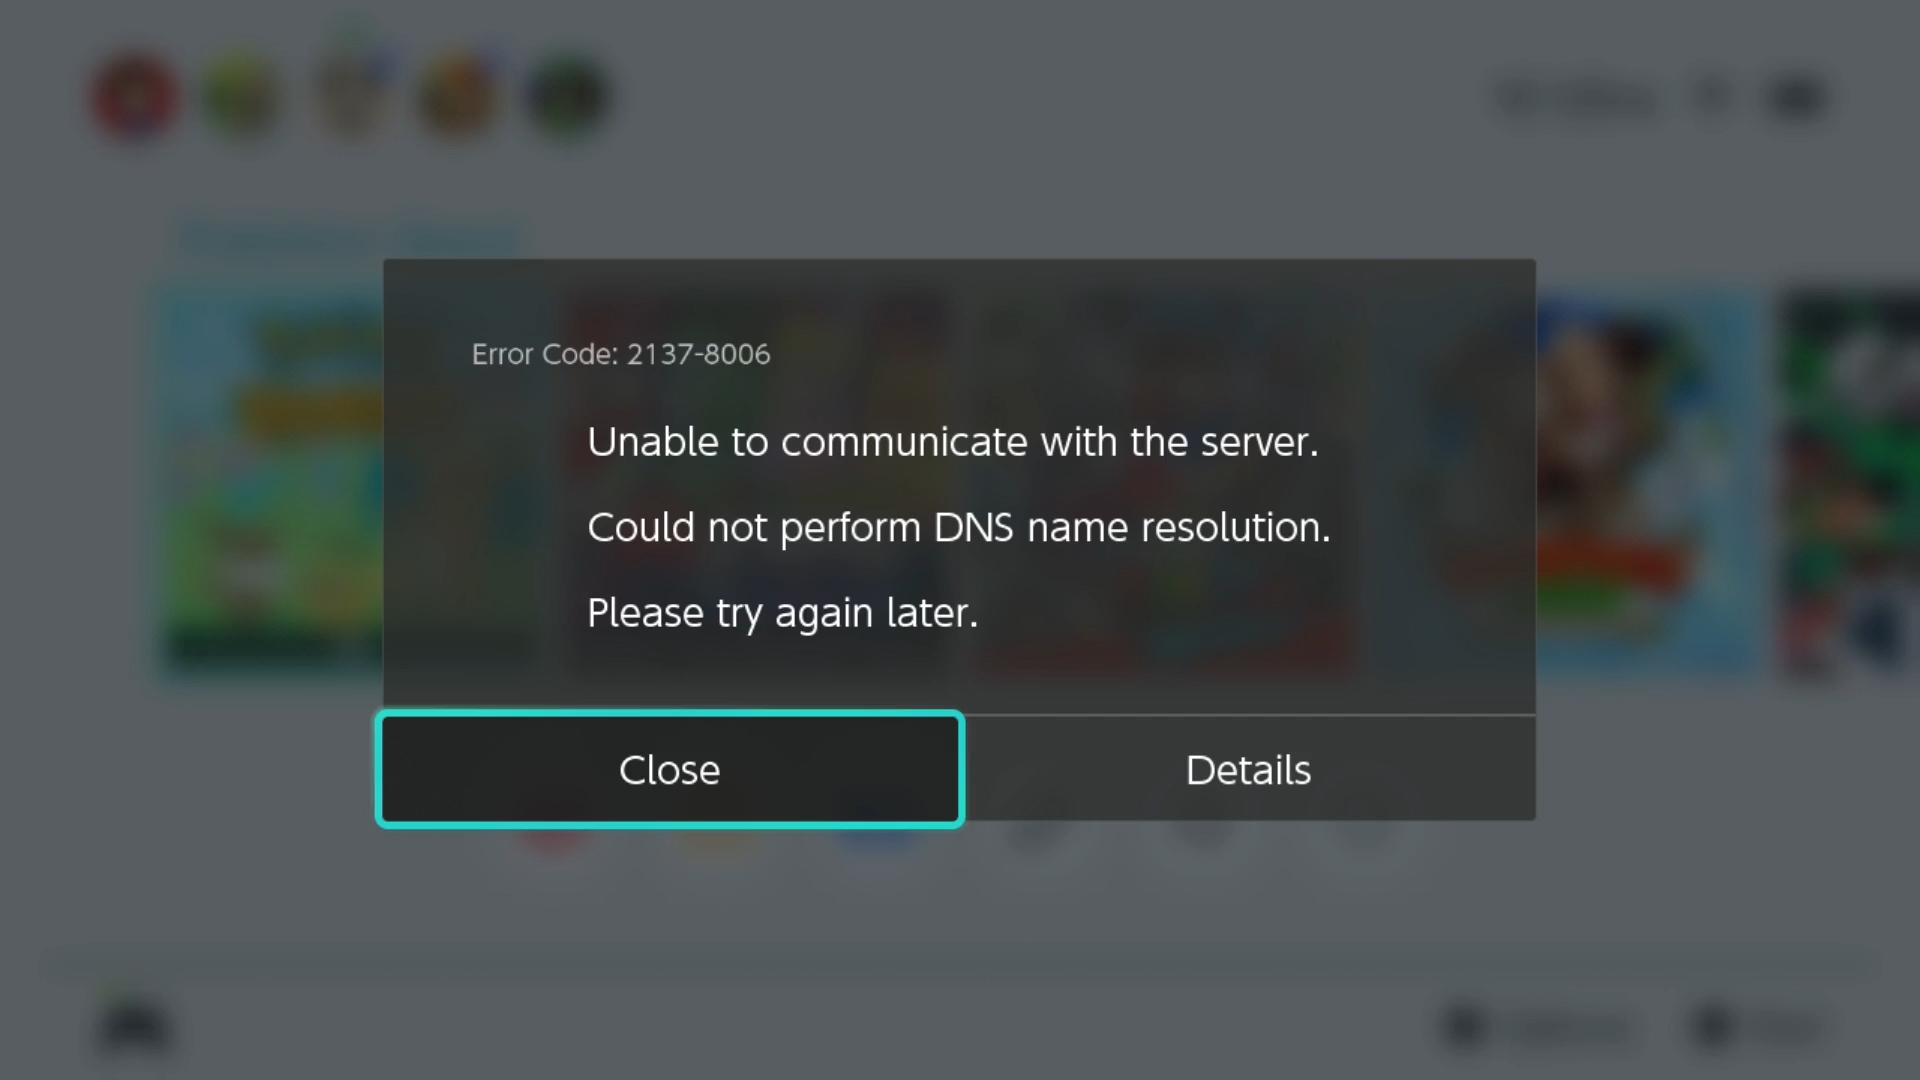 Error Code: 2137-8006
Unable to communicate with the server.
Could not perform DNS name resolution.
Please try again later.
Close
Details